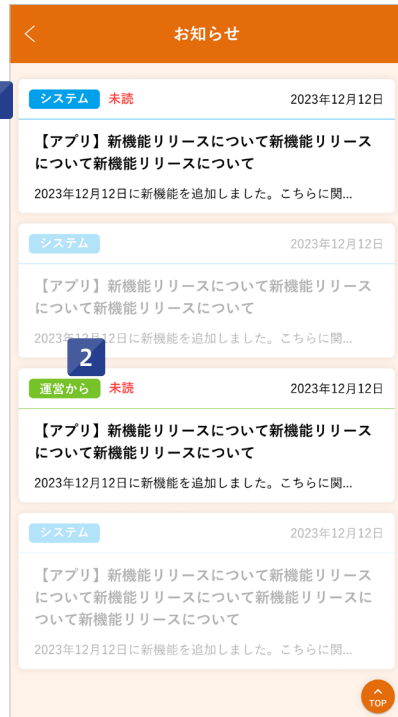 お知らせ
システム 未読 2023年12月12日
【アプリ】新機能リリースについて新機能リリース
について新機能リリースについて
2023年12月12日に新機能を追加しました。こちらに関...
システム 2023年12月12日
【アプリ】新機能リリースについて新機能リリース
について新機能リリースについて
2023年12月12日に新機能を追加しました。こちらに関...
2
運営から 未読 2023年12月12日
【アプリ】新機能リリースについて新機能リリース
について新機能リリースについて
2023年12月12日に新機能を追加しました。こちらに関...
システム 2023年12月12日
【アプリ】新機能リリースについて新機能リリース
について新機能リリースについて新機能リリースに
ついて新機能リリースについて
2023年12月12日に新機能を追加しました。こちらに関...
TOP